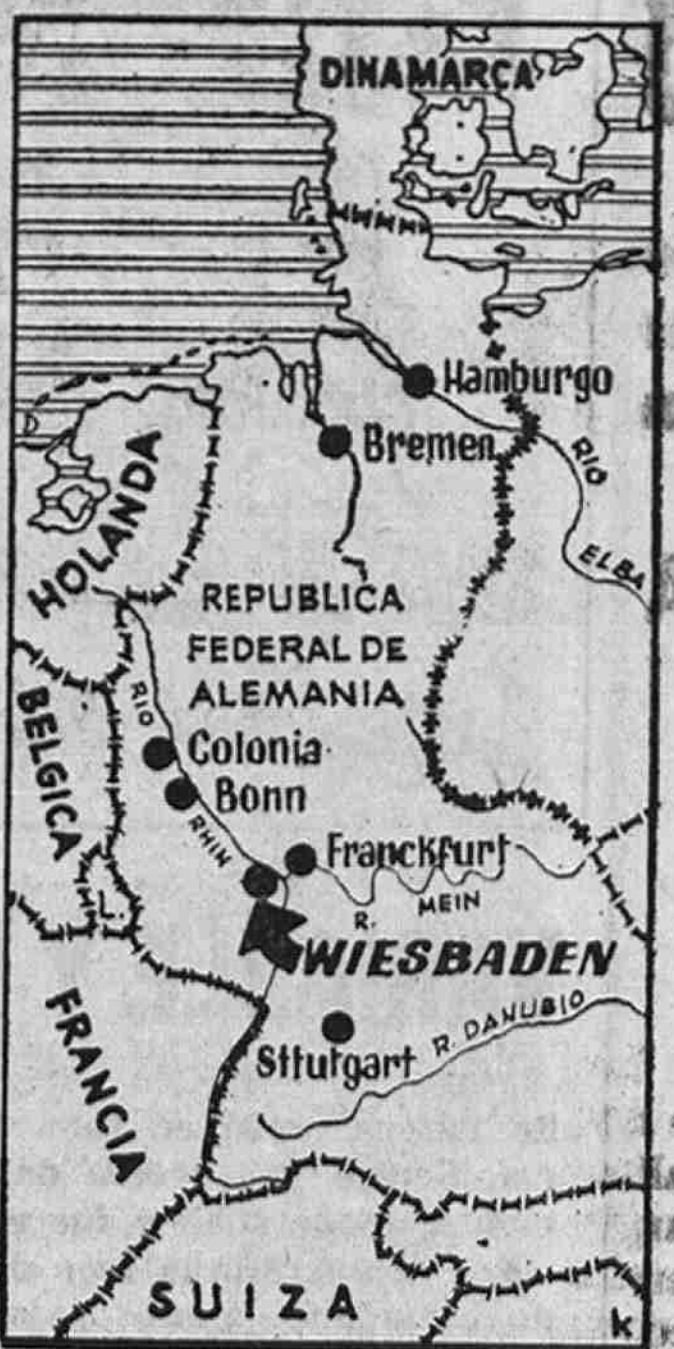 DINAMARCA
Hamburgo
Bremen
RIO
ELBA
HOLANDA
REPUBLICA
FEDERAL DE
ALEMANIA
BELGICA
RIO
Colonia
Bonn
RHIN
Franckfurt
R. MEIN
WIESBADEN
FRANCIA
Sttutgart
R. DANUBIO
SUIZA
K